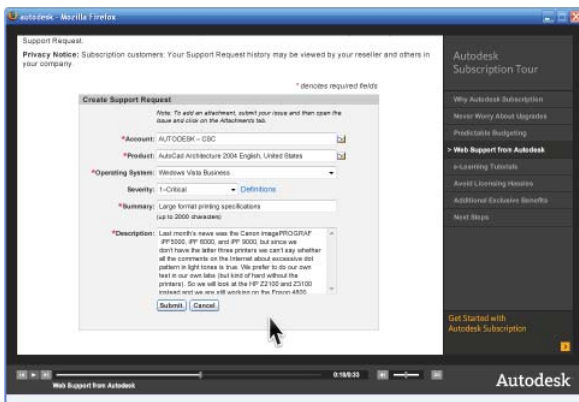 autodesk - Mozilla Firefox
Support Request.
Privacy Notice: Subscription customers: Your Support Request history may be viewed by your reseller and others in
your company.
* denotes required fields
Create Support Request
Note: To add an attachment, submit your issue and then open the
issue and click on the Attachments tab.
*Account: AUTODESK – CSC
*Product: AutoCad Architecture 2004 English, United States
*Operating System: Windows Vista Business
Severity: 1-Critical Definitions
*Summary: Large format printing specifications
(up to 2000 characters)
*Description: Last month's news was the Canon imagePROGRAF
iPF5000, iPF 6000, and iPF 9000, but since we
don't have the latter three printers we can't say whether
all the comments on the Internet about excessive dot
pattern in light tones is true. We prefer to do our own
test in our own labs (but kind of hard without the
printers). So we will look at the HP Z2100 and Z3100
instead and we are still working on the Epson 4800
Submit Cancel
Autodesk
Subscription Tour
Why Autodesk Subscription
Never Worry About Upgrades
Predictable Budgeting
> Web Support from Autodesk
e-Learning Tutorials
Avoid Licensing Hassles
Additional Exclusive Benefits
Next Steps
Get Started with
Autodesk Subscription
0:19/0:33
Web Support from Autodesk
Autodesk